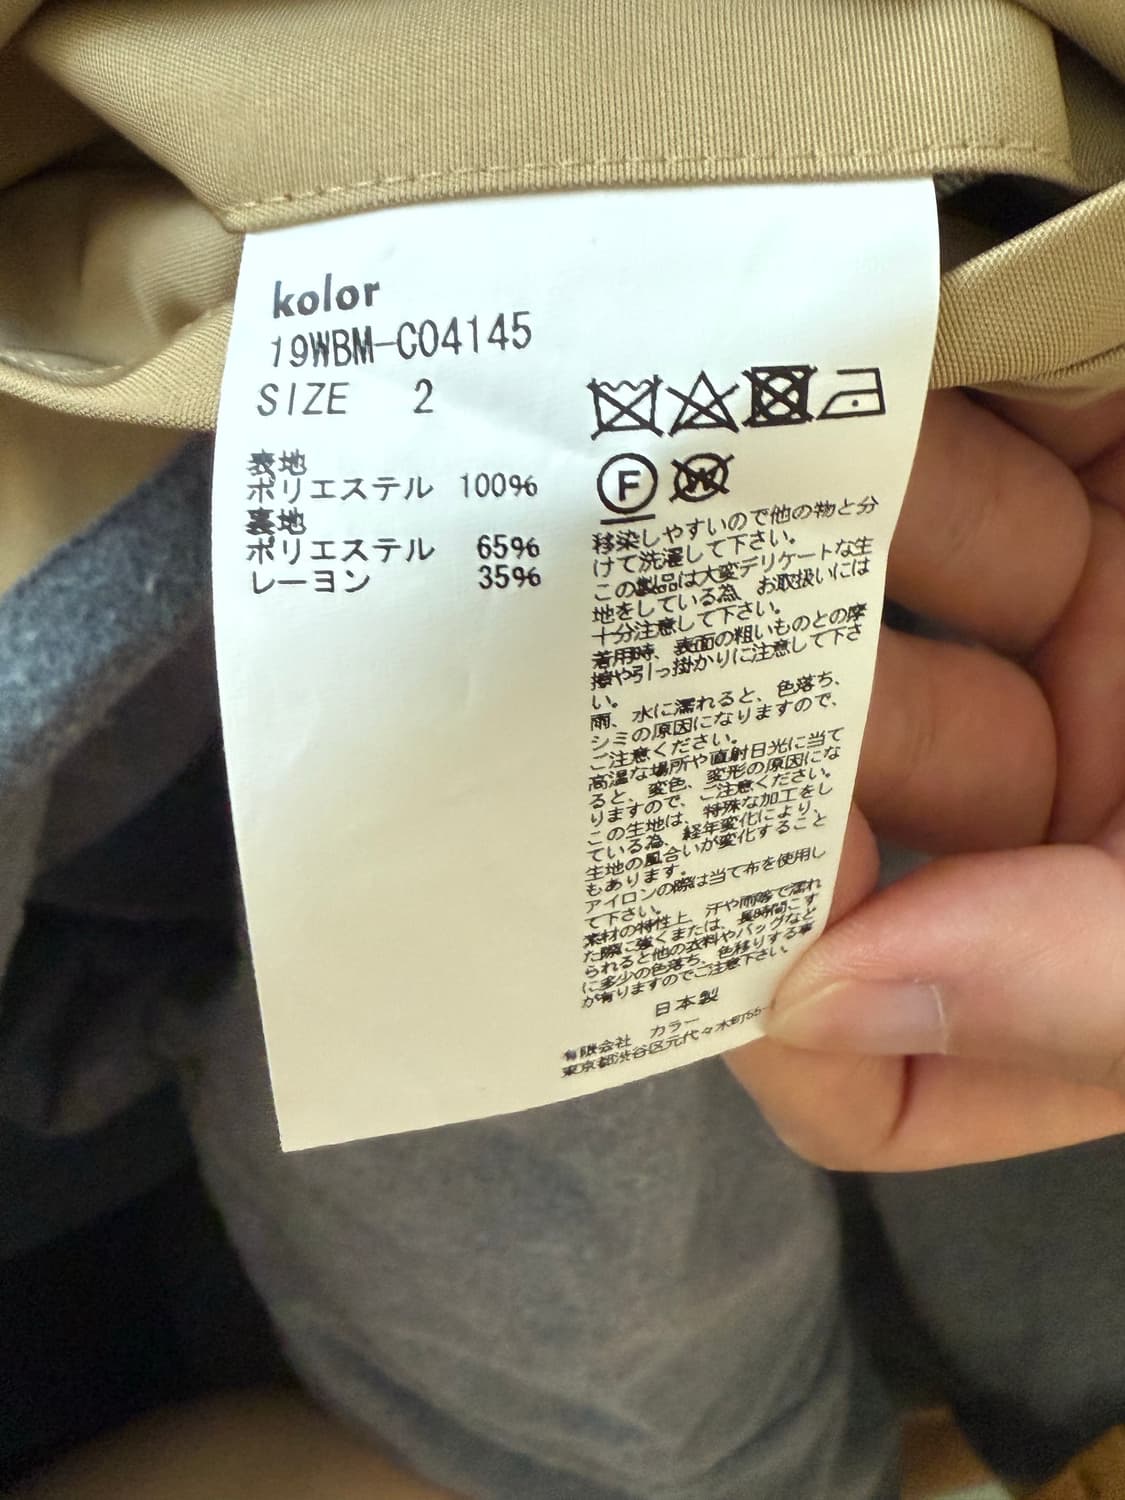 kolor
19WBM-C04145
SIZE 2
表地
ポリエステル 100%
裏地
ポリエステル 65%
レーヨン 35%
F
W
移染しやすいので他の物と分
けて洗濯して下さい。
この製品は大変デリケートな生
地をしている為、お取扱いには
十分注意して下さい。
着用時、表面の粗いものとの摩
擦や引っ掛かりに注意して下さ
い。
雨、水に濡れると、色落ち、
シミの原因になりますので、
ご注意ください。
高温な場所や直射日光に当て
ると、変色、変形の原因にな
りますので、ご注意ください。
この生地は、特殊な加工をし
ている為、経年変化により、
生地の風合いが変化すること
もあります。
アイロンの際は当て布を使用し
て下さい。
素材の特性上、汗や雨等で濡れ
た際に強くまたは、長時間こす
られると他の衣料やバッグなど
に多少の色落ち、色移りする事
が有りますのでご注意下さい。
日本製
有限会社 カラー
東京都渋谷区元代々木町55-